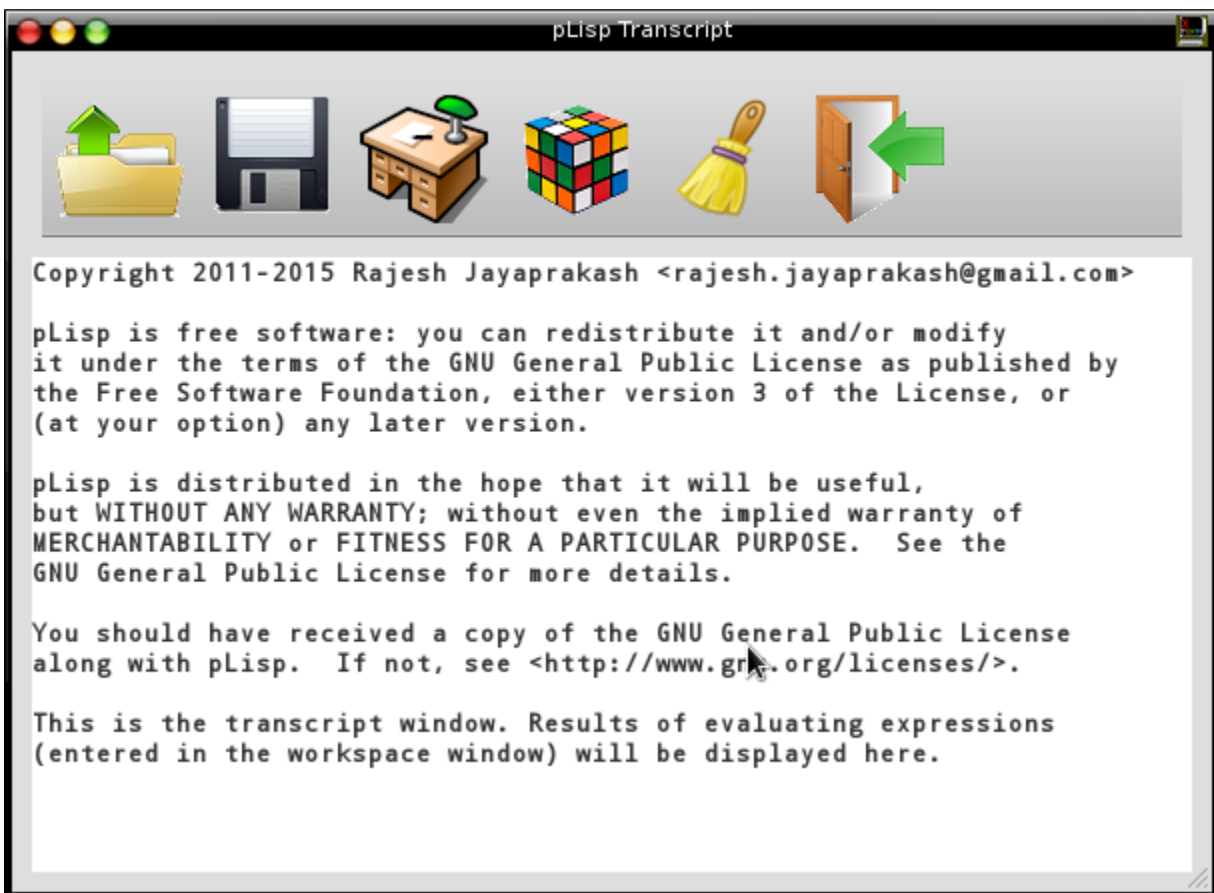 pLisp Transcript
Copyright 2011-2015 Rajesh Jayaprakash <rajesh.jayaprakash@gmail.com>
pLisp is free software: you can redistribute it and/or modify
it under the terms of the GNU General Public License as published by
the Free Software Foundation, either version 3 of the License, or
(at your option) any later version.
pLisp is distributed in the hope that it will be useful,
but WITHOUT ANY WARRANTY; without even the implied warranty of
MERCHANTABILITY or FITNESS FOR A PARTICULAR PURPOSE.  See the
GNU General Public License for more details.
You should have received a copy of the GNU General Public License
along with pLisp.  If not, see <http://www.gnu.org/licenses/>.
This is the transcript window. Results of evaluating expressions
(entered in the workspace window) will be displayed here.